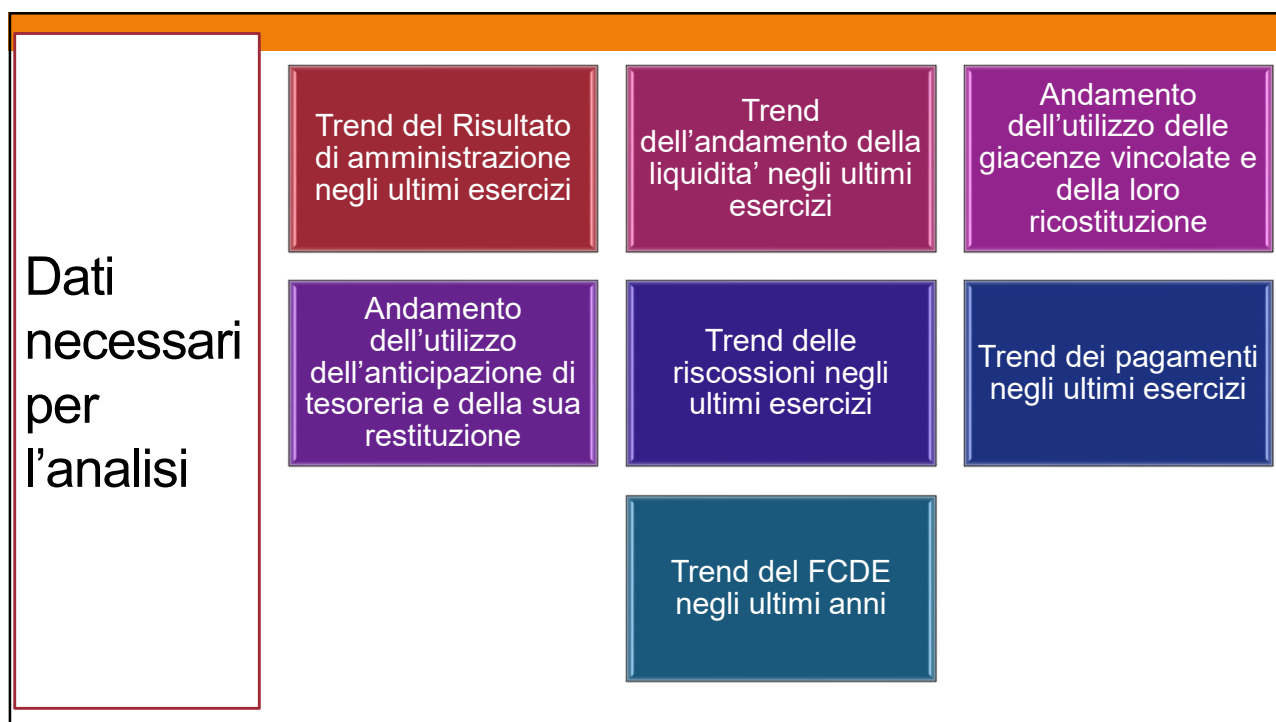 Dati
necessari
per
l’analisi
Trend del Risultato
di amministrazione
negli ultimi esercizi
Trend
dell’andamento della
liquidita’ negli ultimi
esercizi
Andamento
dell’utilizzo delle
giacenze vincolate e
della loro
ricostituzione
Andamento
dell’utilizzo
dell’anticipazione di
tesoreria e della sua
restituzione
Trend delle
riscossioni negli
ultimi esercizi
Trend dei pagamenti
negli ultimi esercizi
Trend del FCDE
negli ultimi anni